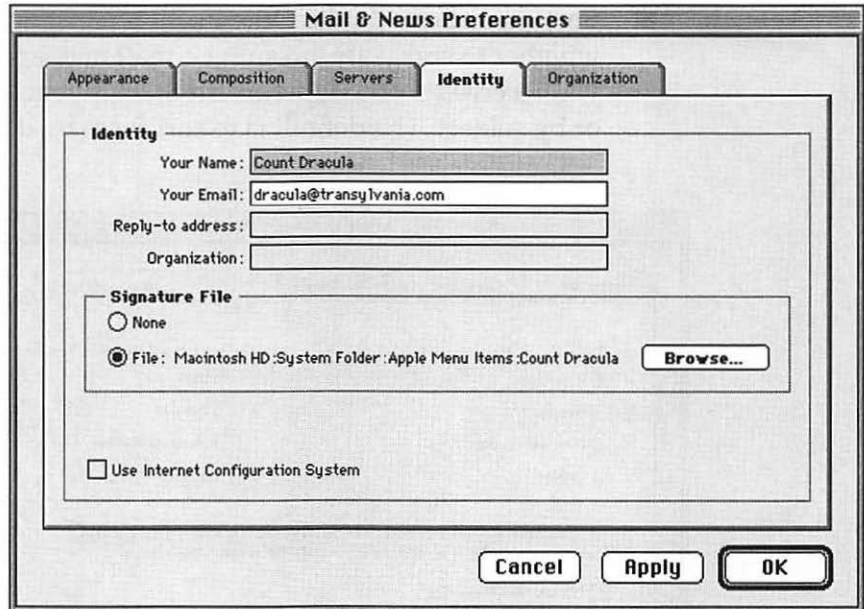 Mail & News Preferences
Appearance Composition Servers Identity Organization
Identity
Your Name: Count Dracula
Your Email: dracula@transylvania.com
Reply-to address:
Organization:
Signature File
None
File: Macintosh HD:System Folder:Apple Menu Items:Count Dracula Browse...
Use Internet Configuration System
Cancel Apply OK